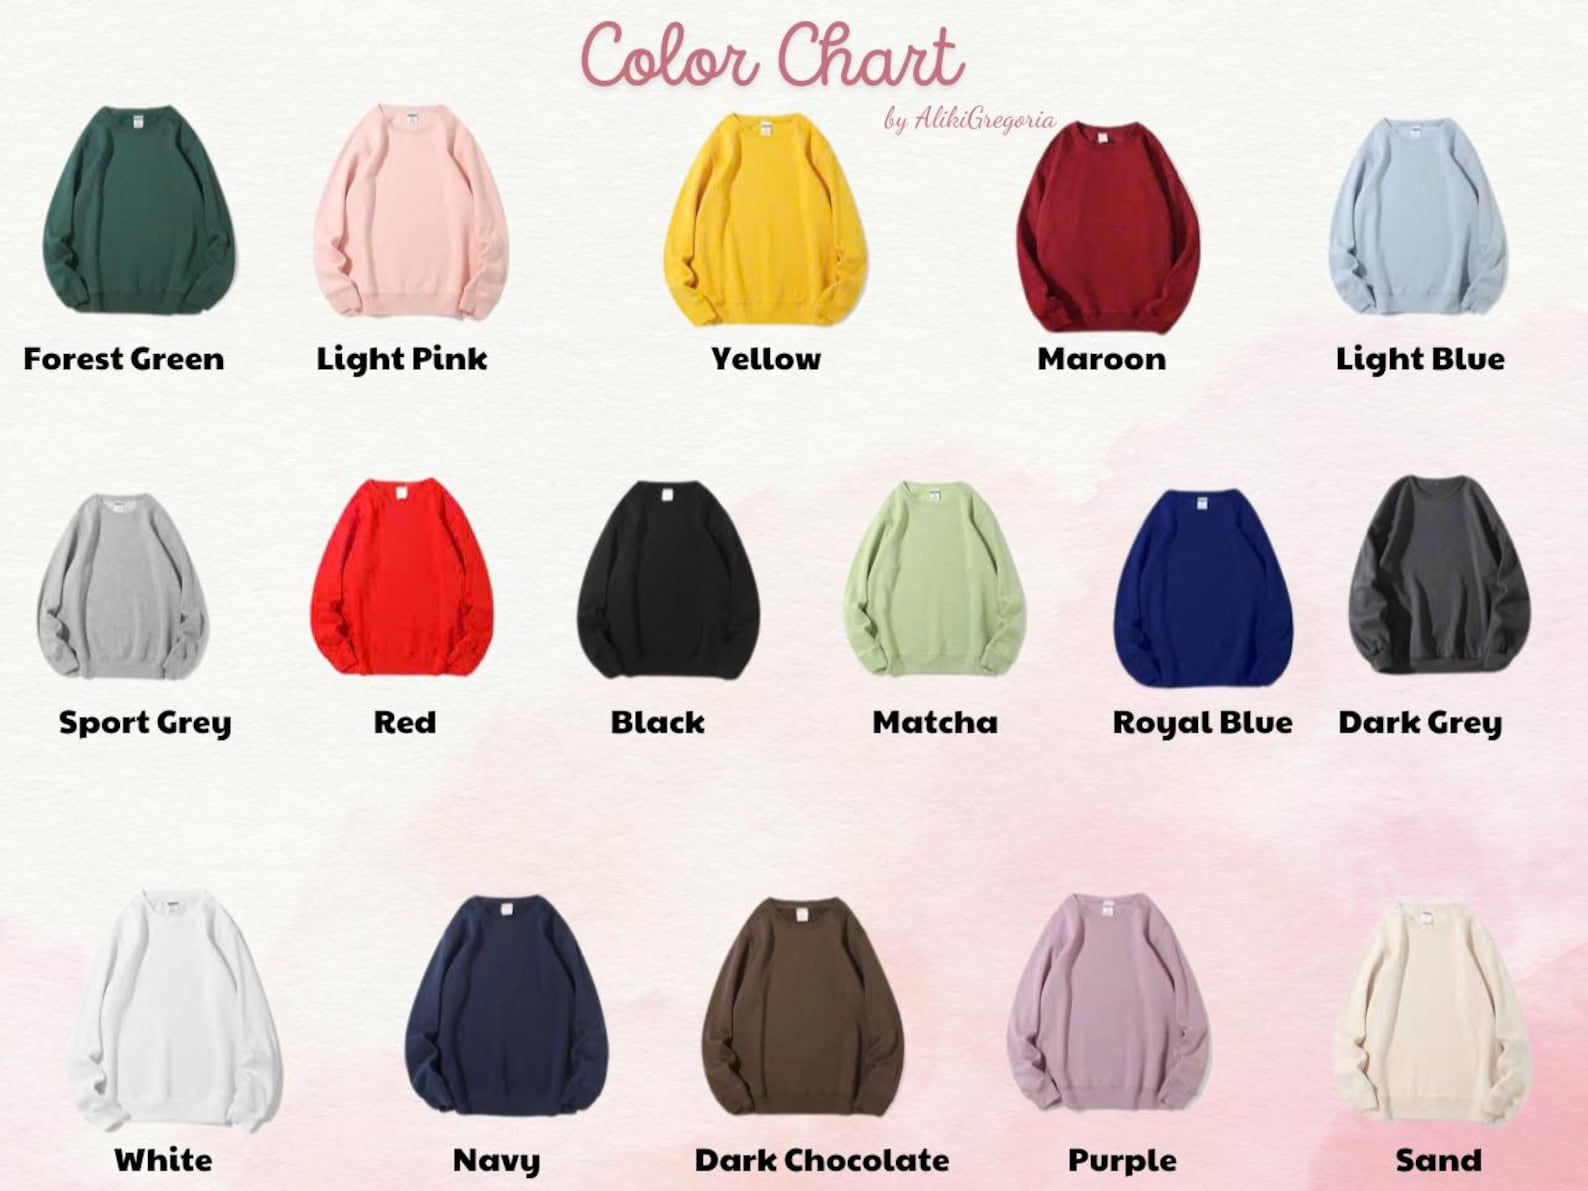 Color Chart
by AlikiGregoria
Forest Green
Light Pink
Yellow
Maroon
Light Blue
Sport Grey
Red
Black
Matcha
Royal Blue
Dark Grey
White
Navy
Dark Chocolate
Purple
Sand